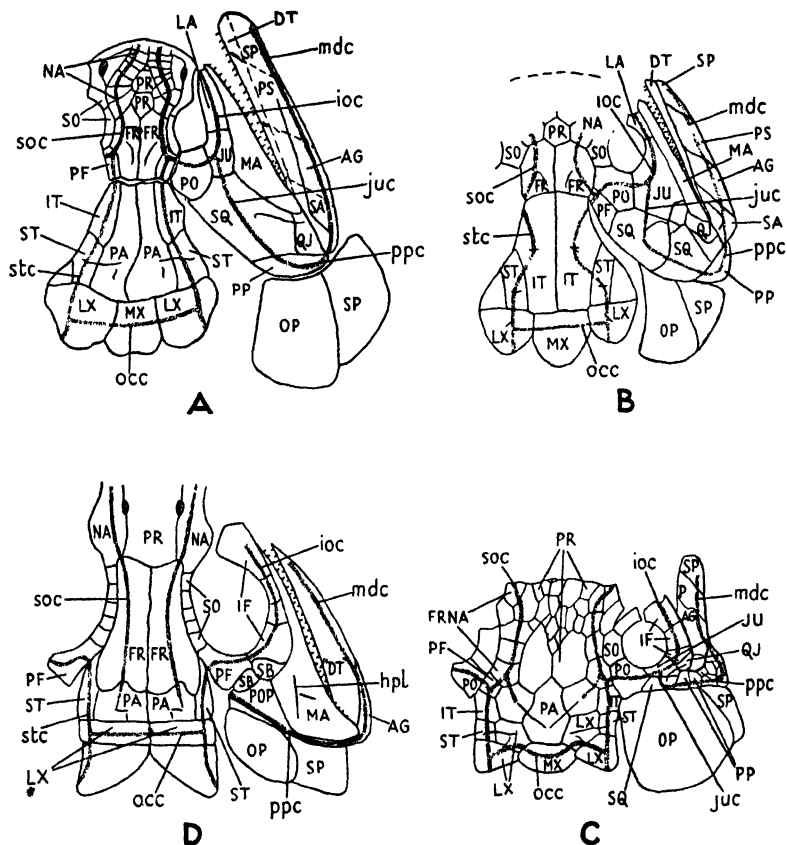 LA DT mdc
NA SP
PR PS ioc
SO PR
soc FR FR AG
PF JU MA
PO juc
IT IT SQ SA
ST PA PA ST QJ
stc PP ppc
LX MX LX OP SP
occ
A
LA DT SP
ioc mdc
PR NA PS
SO SO MA
soc AG
FR FR PO JU juc
PF SA
stc SQ SQ QJ ppc
ST IT IT ST
PP
LX LX OP SP
MX
occ
B
NA PR NA ioc
mdc
soc SO IF
FR FR DT
PF PF SB hpl
SB
ST PA PA POP MA
stc AG
OP SP
LX
occ ST ppc
D
PR
soc ioc SP
P mdc
FRNA AG JU
IF
PF SO QJ
PO PO ppc
IT PA IT SP
LX ST
ST OP
MX LX PP
LX occ SQ juc
C